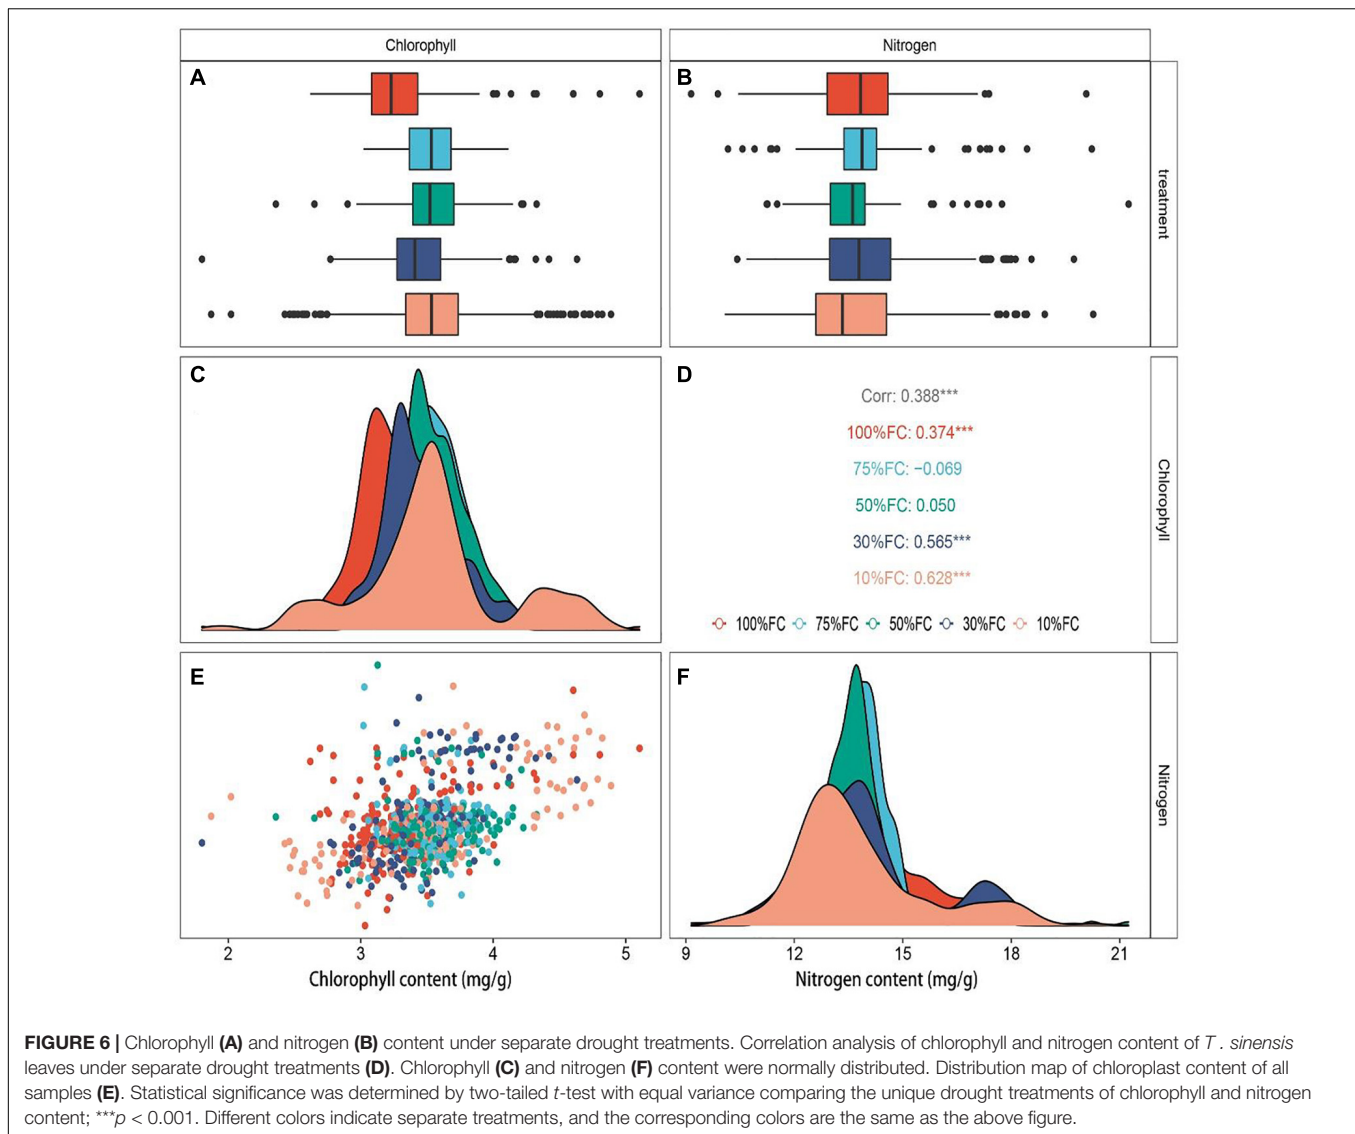 Chlorophyll
Nitrogen
A
B
treatment
C
D
Corr: 0.388***
100%FC: 0.374***
75%FC: −0.069
50%FC: 0.050
30%FC: 0.565***
10%FC: 0.628***
100%FC 75%FC 50%FC 30%FC 10%FC
Chlorophyll
E
F
Nitrogen
2 3 4 5
9 12 15 18 21
Chlorophyll content (mg/g)
Nitrogen content (mg/g)
FIGURE 6 | Chlorophyll (A) and nitrogen (B) content under separate drought treatments. Correlation analysis of chlorophyll and nitrogen content of T . sinensis
leaves under separate drought treatments (D). Chlorophyll (C) and nitrogen (F) content were normally distributed. Distribution map of chloroplast content of all
samples (E). Statistical significance was determined by two-tailed t-test with equal variance comparing the unique drought treatments of chlorophyll and nitrogen
content; ***p < 0.001. Different colors indicate separate treatments, and the corresponding colors are the same as the above figure.